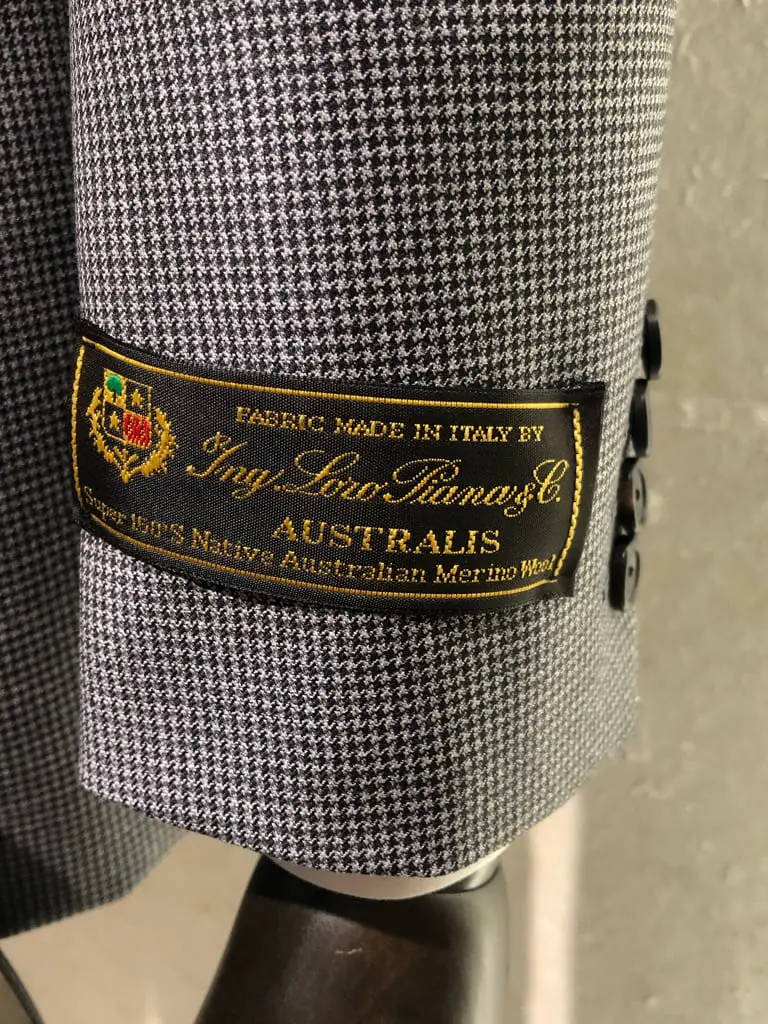 FABRIC MADE IN ITALY BY
Ing. Loro Piana & C.
AUSTRALIS
Super 150'S Native Australian Merino Wool